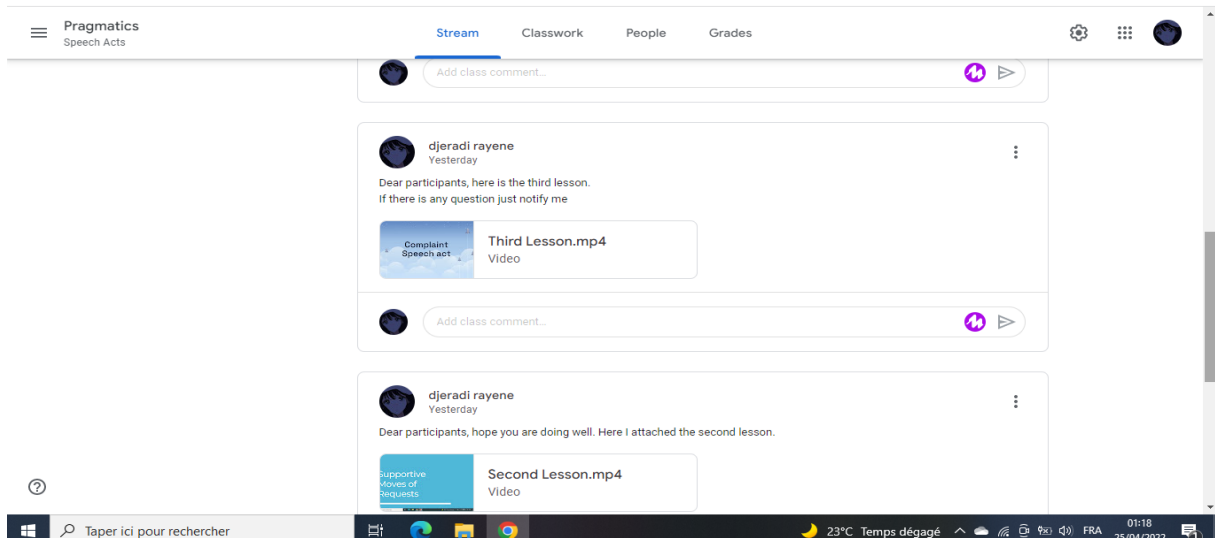 Pragmatics
Speech Acts
Stream Classwork People Grades
Add class comment...
djeradi rayene
Yesterday
Dear participants, here is the third lesson.
If there is any question just notify me
Complaint
Speech act
Third Lesson.mp4
Video
Add class comment...
djeradi rayene
Yesterday
Dear participants, hope you are doing well. Here I attached the second lesson.
Supportive
Moves of
Requests
Second Lesson.mp4
Video
Taper ici pour rechercher
23°C Temps dégagé
FRA
01:18
25/04/2022